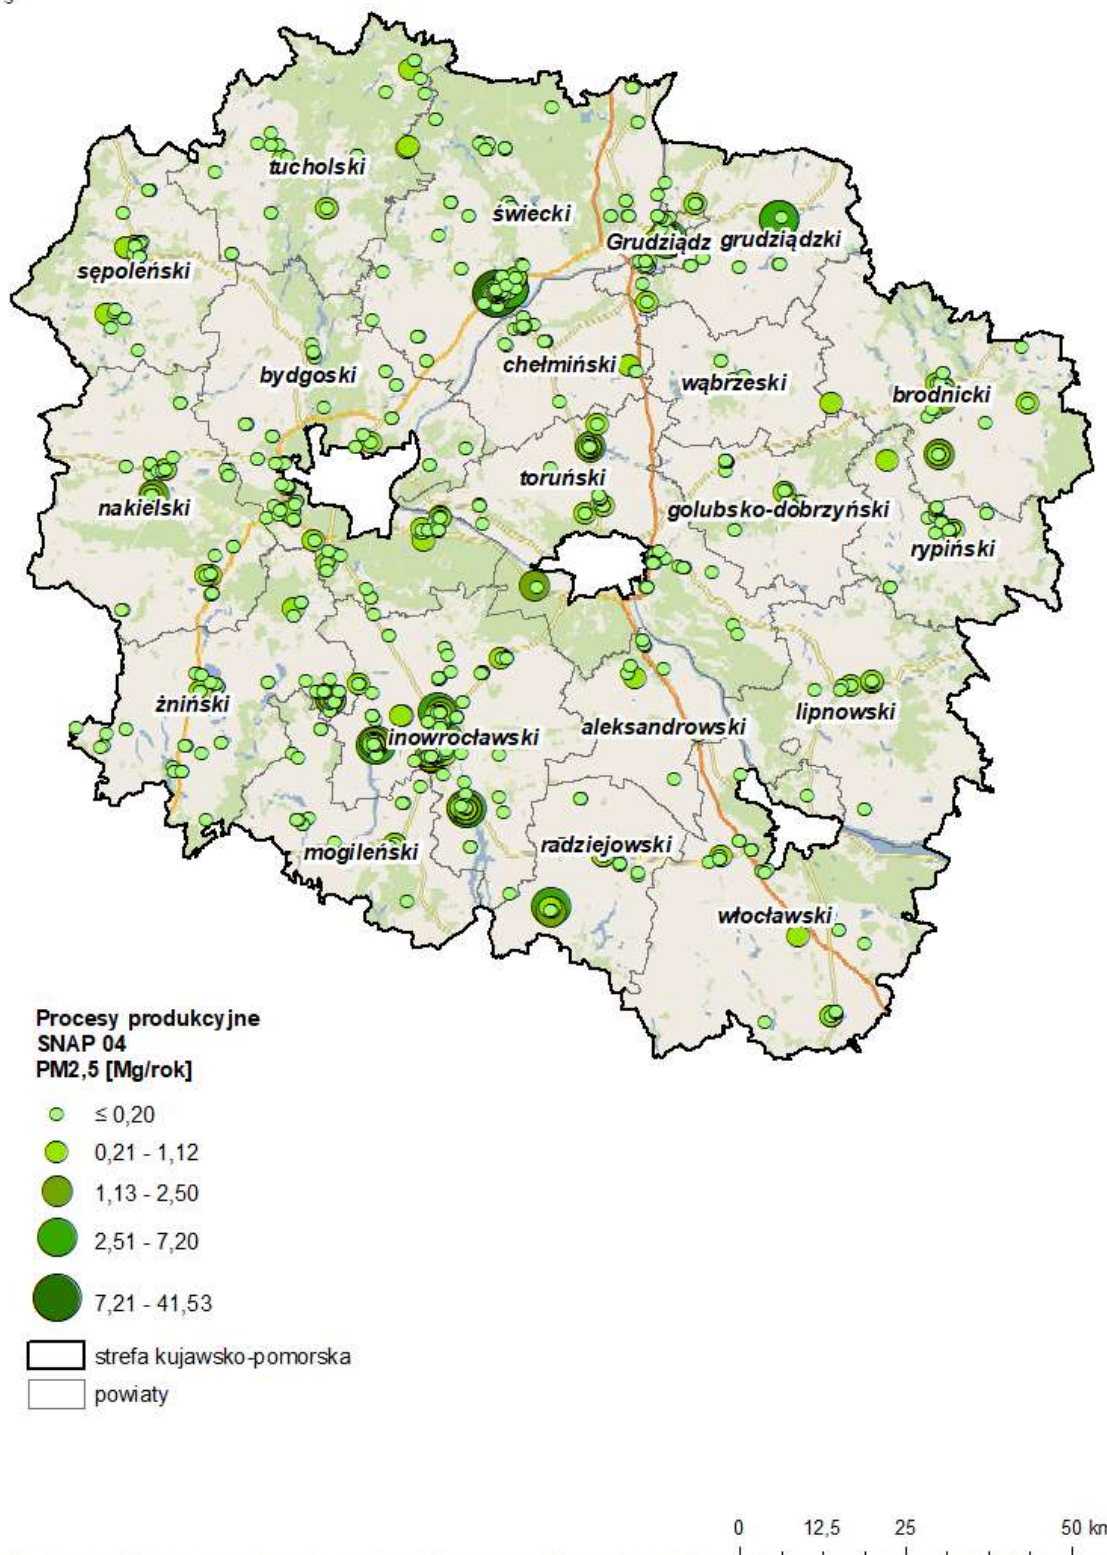 tucholski
świecki
Grudziądz grudziądzki
sępoleński
chełmiński
bydgoski
wąbrzeski
brodnicki
toruński
nakielski
golubsko-dobrzyński
rypiński
żniński
lipnowski
aleksandrowski
inowrocławski
mogileński
radziejowski
włocławski
Procesy produkcyjne
SNAP 04
PM2,5 [Mg/rok]
≤ 0,20
0,21 - 1,12
1,13 - 2,50
2,51 - 7,20
7,21 - 41,53
strefa kujawsko-pomorska
powiaty
0 12,5 25 50 km